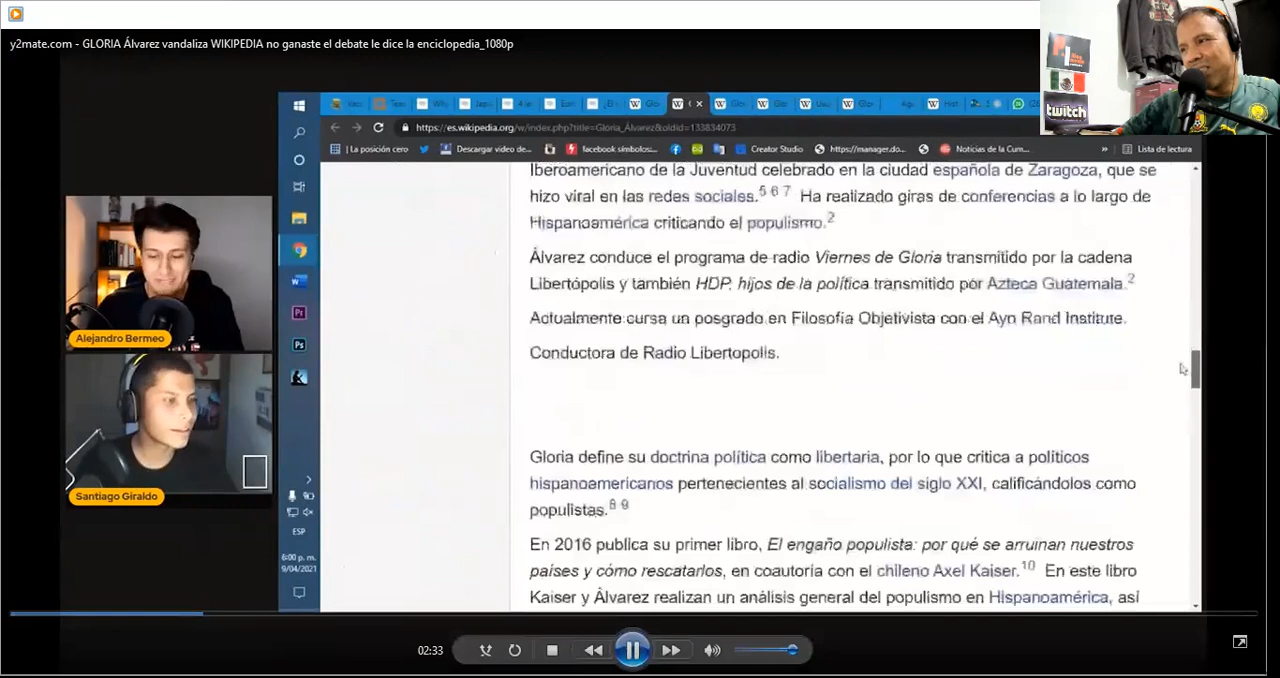 y2mate.com - GLORIA Álvarez vandaliza WIKIPEDIA no ganaste el debate le dice la enciclopedia_1080p
twitch
https://es.wikipedia.org/w/index.php?title=Gloria_Álvarez&oldid=133834073
| La posición cero
Descargar video de...
facebook símbolos...
Creator Studio
https://manager.do...
Noticias de la Cum...
»
Lista de lectura
Iberoamericano de la Juventud celebrado en la ciudad española de Zaragoza, que se
hizo viral en las redes sociales.5 6 7 Ha realizado giras de conferencias a lo largo de
Hispanoamérica criticando el populismo.2
Álvarez conduce el programa de radio Viernes de Gloria transmitido por la cadena
Libertópolis y también HDP, hijos de la política transmitido por Azteca Guatemala.2
Actualmente cursa un posgrado en Filosofia Objetivista con el Ayn Rand Institute.
Conductora de Radio Libertopolis.
Gloria define su doctrina política como libertaria, por lo que critica a políticos
hispanoamericanos pertenecientes al socialismo del siglo XXI, calificándolos como
populistas.8 9
En 2016 publica su primer libro, El engaño populista: por qué se arruinan nuestros
países y cómo rescatarlos, en coautoría con el chileno Axel Kaiser.10 En este libro
Kaiser y Álvarez realizan un análisis general del populismo en Hispanoamérica, así
Alejandro Bermeo
Santiago Giraldo
ESP
6:00 p. m.
9/04/2021
02:33